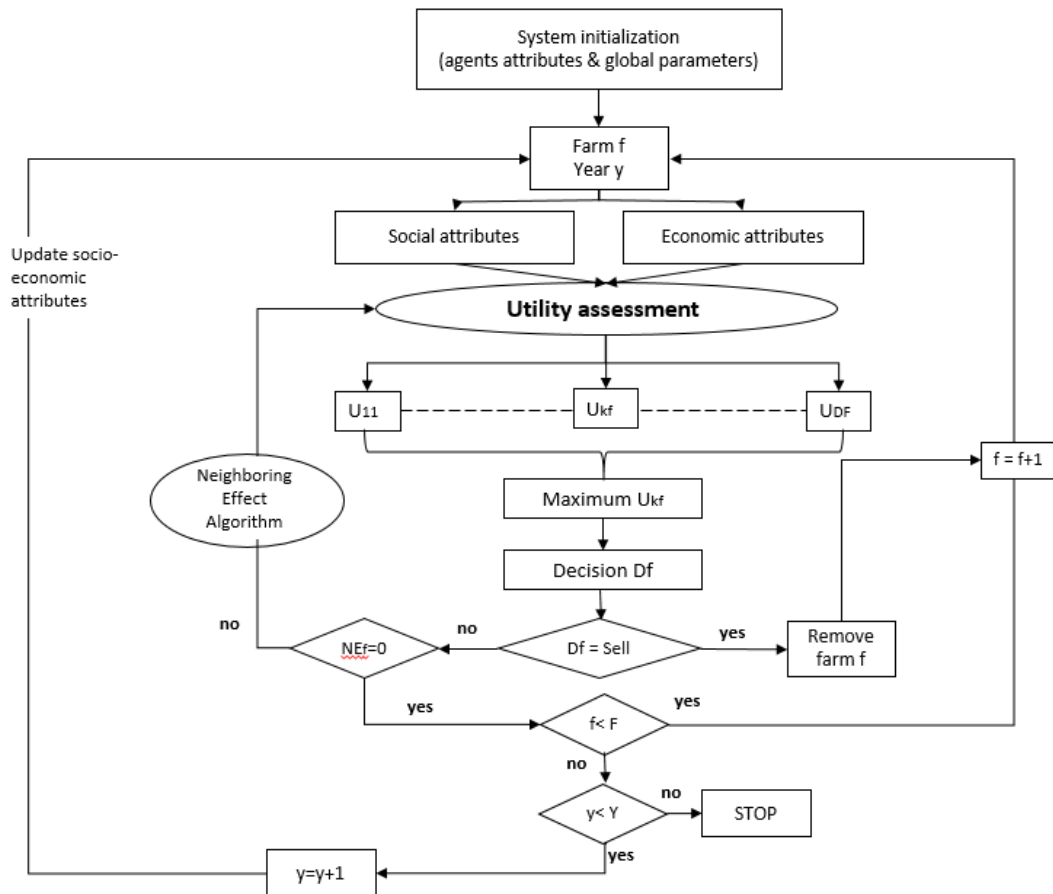 System initialization
(agents attributes & global parameters)
Farm f
Year y
Social attributes
Economic attributes
Update socio-
economic
attributes
Utility assessment
U11
Ukf
UDF
f = f+1
Neighboring
Effect
Algorithm
Maximum Ukf
Decision Df
no
no
yes
NEf=0
Df = Sell
Remove
farm f
yes
yes
f< F
no
y< Y
no
STOP
yes
y=y+1